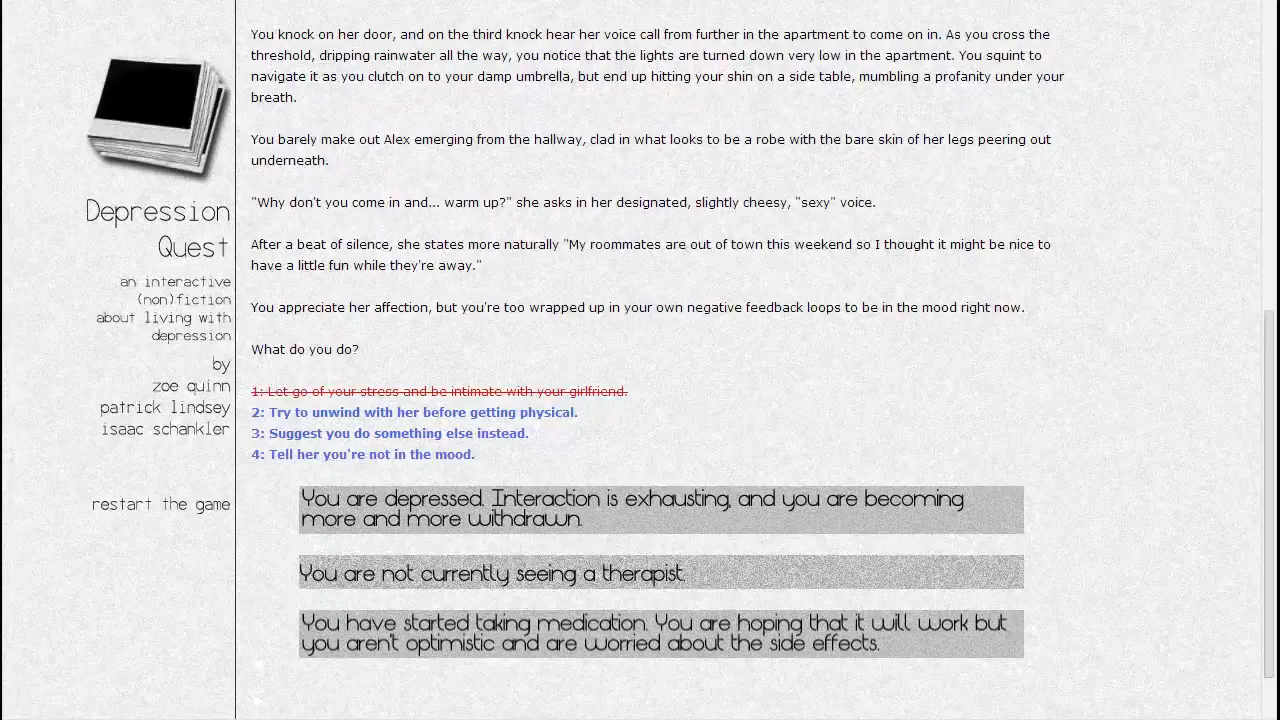 You knock on her door, and on the third knock hear her voice call from further in the apartment to come on in. As you cross the
threshold, dripping rainwater all the way, you notice that the lights are turned down very low in the apartment. You squint to
navigate it as you clutch on to your damp umbrella, but end up hitting your shin on a side table, mumbling a profanity under your
breath.
You barely make out Alex emerging from the hallway, clad in what looks to be a robe with the bare skin of her legs peering out
underneath.
"Why don't you come in and... warm up?" she asks in her designated, slightly cheesy, "sexy" voice.
After a beat of silence, she states more naturally "My roommates are out of town this weekend so I thought it might be nice to
have a little fun while they're away."
You appreciate her affection, but you're too wrapped up in your own negative feedback loops to be in the mood right now.
What do you do?
1: Let go of your stress and be intimate with your girlfriend.
2: Try to unwind with her before getting physical.
3: Suggest you do something else instead.
4: Tell her you're not in the mood.
You are depressed. Interaction is exhausting, and you are becoming
more and more withdrawn.
You are not currently seeing a therapist.
You have started taking medication. You are hoping that it will work but
you aren't optimistic and are worried about the side effects.
Depression
Quest
an interactive
(non)fiction
about living with
depression
by
zoe quinn
patrick lindsey
isaac schankler
restart the game